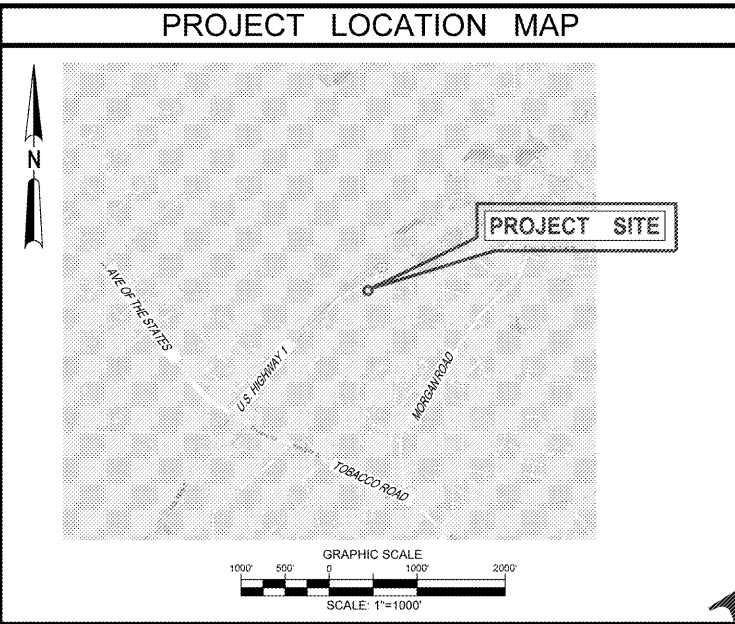 PROJECT LOCATION MAP
N
PROJECT SITE
AVE OF THE STATES
U.S. HIGHWAY 1
MORGAN ROAD
TOBACCO ROAD
GRAPHIC SCALE
1000' 500' 0 1000' 2000'
SCALE: 1"=1000'